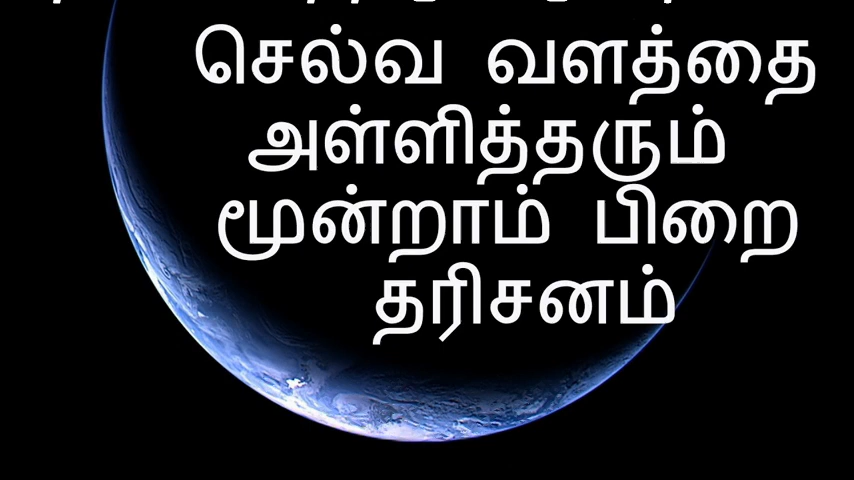 செல்வ வளத்தை
அள்ளித்தரும்
மூன்றாம் பிறை
தரிசனம்